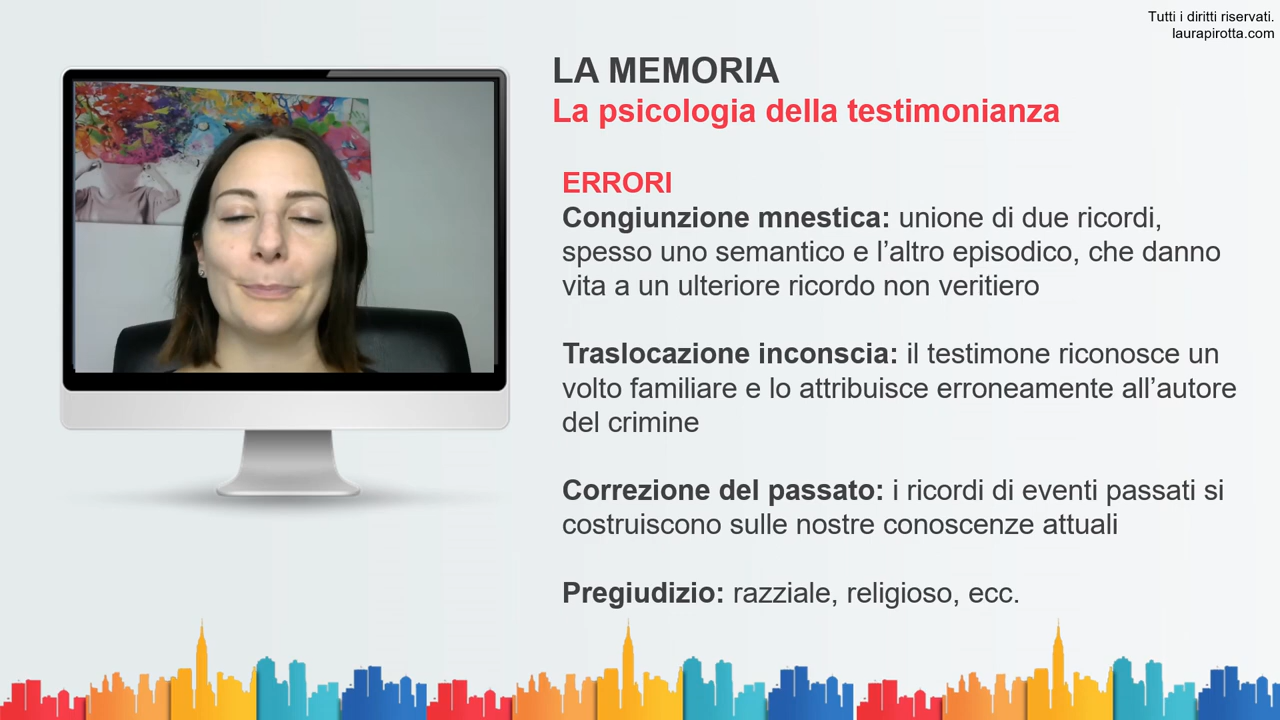 Tutti i diritti riservati.
laurapirotta.com
LA MEMORIA
La psicologia della testimonianza
ERRORI
Congiunzione mnestica: unione di due ricordi,
spesso uno semantico e l’altro episodico, che danno
vita a un ulteriore ricordo non veritiero
Traslocazione inconscia: il testimone riconosce un
volto familiare e lo attribuisce erroneamente all’autore
del crimine
Correzione del passato: i ricordi di eventi passati si
costruiscono sulle nostre conoscenze attuali
Pregiudizio: razziale, religioso, ecc.